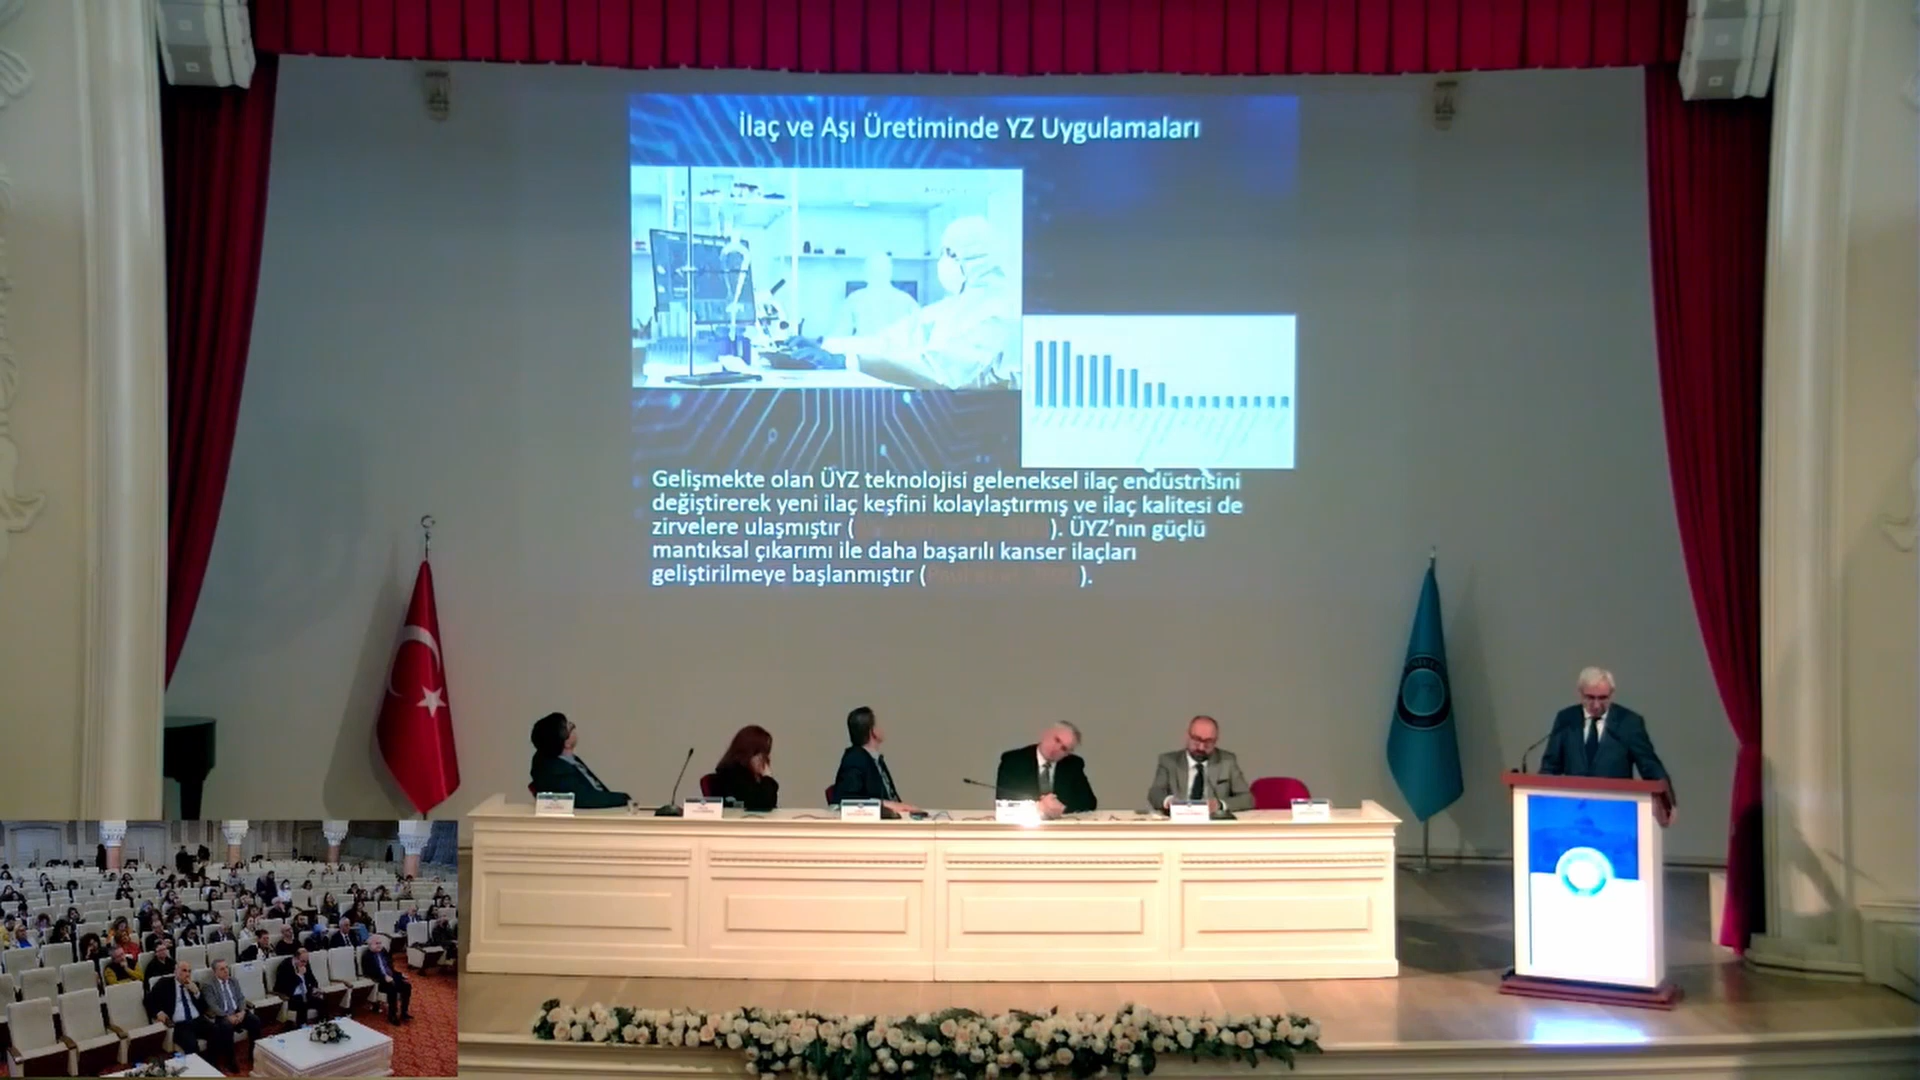 İlaç ve Aşı Üretiminde YZ Uygulamaları
Gelişmekte olan ÜYZ teknolojisi geleneksel ilaç endüstrisini
değiştirerek yeni ilaç keşfini kolaylaştırmış ve ilaç kalitesi de
zirvelere ulaşmıştır ( ). ÜYZ’nın güçlü
mantıksal çıkarımı ile daha başarılı kanser ilaçları
geliştirilmeye başlanmıştır ( ).